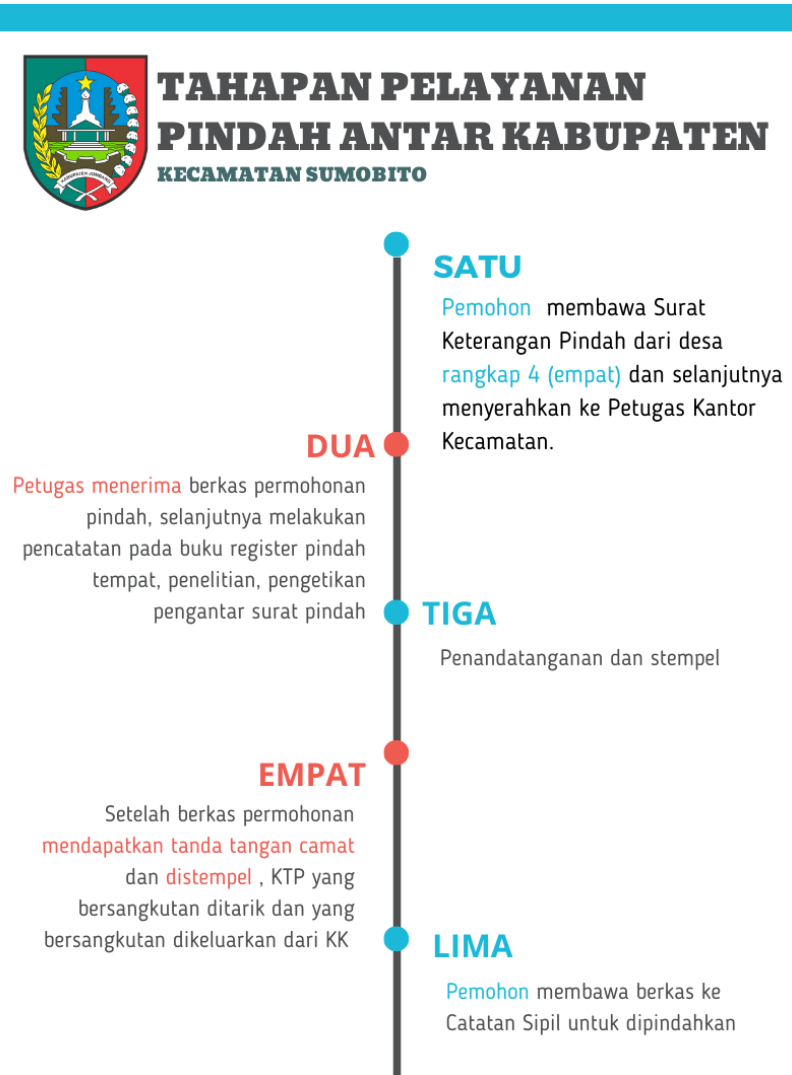 TAHAPAN PELAYANAN
PINDAH ANTAR KABUPATEN
KECAMATAN SUMOBITO
KABUPATEN JOMBANG
SATU
Pemohon membawa Surat
Keterangan Pindah dari desa
rangkap 4 (empat) dan selanjutnya
menyerahkan ke Petugas Kantor
Kecamatan.
DUA
Petugas menerima berkas permohonan
pindah, selanjutnya melakukan
pencatatan pada buku register pindah
tempat, penelitian, pengetikan
pengantar surat pindah
TIGA
Penandatanganan dan stempel
EMPAT
Setelah berkas permohonan
mendapatkan tanda tangan camat
dan distempel , KTP yang
bersangkutan ditarik dan yang
bersangkutan dikeluarkan dari KK
LIMA
Pemohon membawa berkas ke
Catatan Sipil untuk dipindahkan